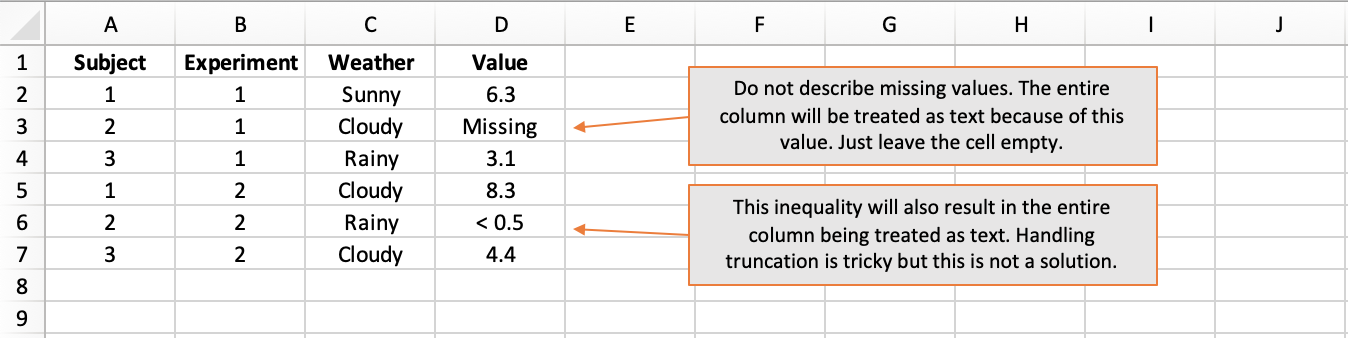 A B C D E F G H I J
1 Subject Experiment Weather Value
2 1 1 Sunny 6.3
3 2 1 Cloudy Missing
4 3 1 Rainy 3.1
5 1 2 Cloudy 8.3
6 2 2 Rainy < 0.5
7 3 2 Cloudy 4.4
8
9
Do not describe missing values. The entire
column will be treated as text because of this
value. Just leave the cell empty.
This inequality will also result in the entire
column being treated as text. Handling
truncation is tricky but this is not a solution.